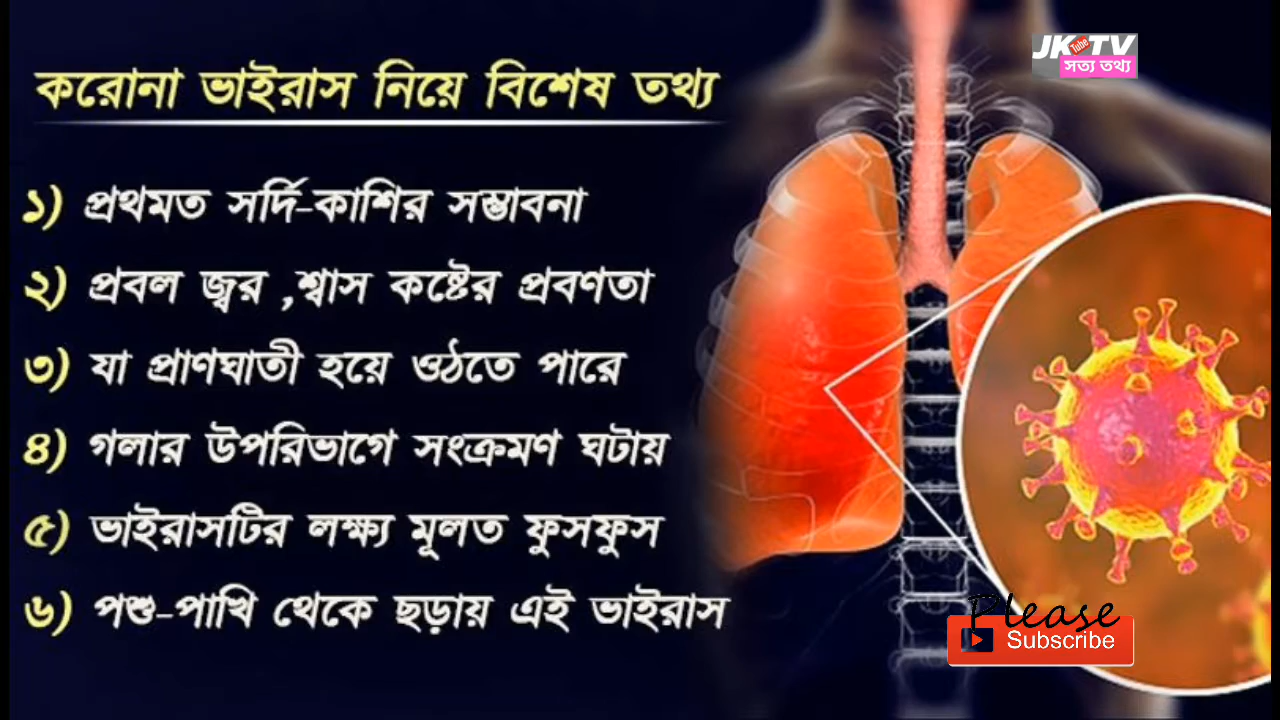 JK Tube TV
সত্য তথ্য
করোনা ভাইরাস নিয়ে বিশেষ তথ্য
১) প্রথমত সর্দি-কাশির সম্ভাবনা
২) প্রবল জ্বর ,শ্বাস কষ্টের প্রবণতা
৩) যা প্রাণঘাতী হয়ে ওঠতে পারে
৪) গলার উপরিভাগে সংক্রমণ ঘটায়
৫) ভাইরাসটির লক্ষ্য মূলত ফুসফুস
৬) পশু-পাখি থেকে ছড়ায় এই ভাইরাস
Please
Subscribe